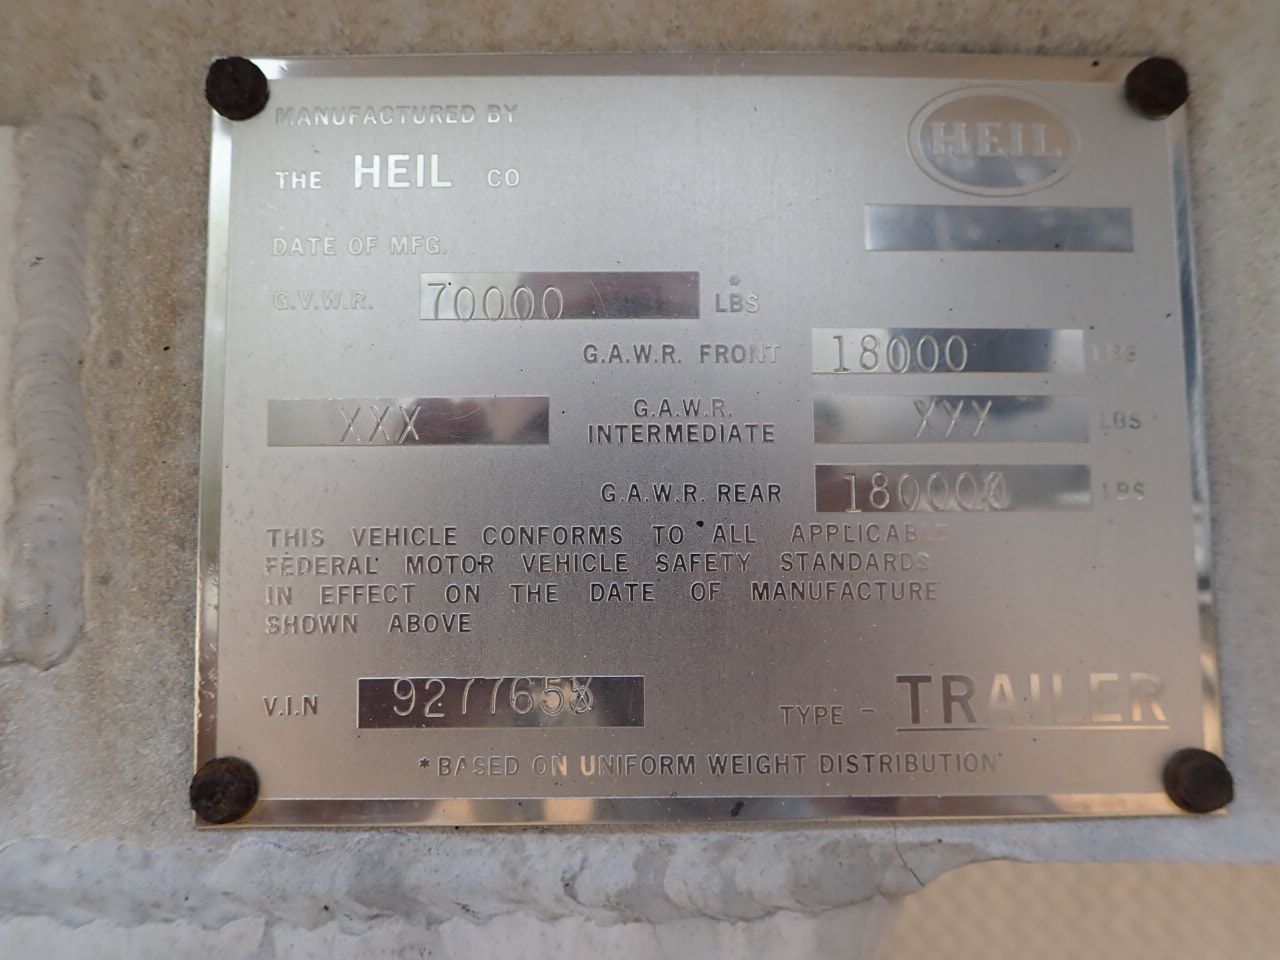 MANUFACTURED BY
HEIL
THE HEIL CO
DATE OF MFG.
G.V.W.R. 70000 * LBS
G.A.W.R. FRONT 18000 LBS
XXX G.A.W.R. INTERMEDIATE XXX LBS
G.A.W.R. REAR LBS
THIS VEHICLE CONFORMS TO ALL APPLICABLE
FEDERAL MOTOR VEHICLE SAFETY STANDARDS
IN EFFECT ON THE DATE OF MANUFACTURE
SHOWN ABOVE
V.I.N
TYPE - TRAILER
*BASED ON UNIFORM WEIGHT DISTRIBUTION